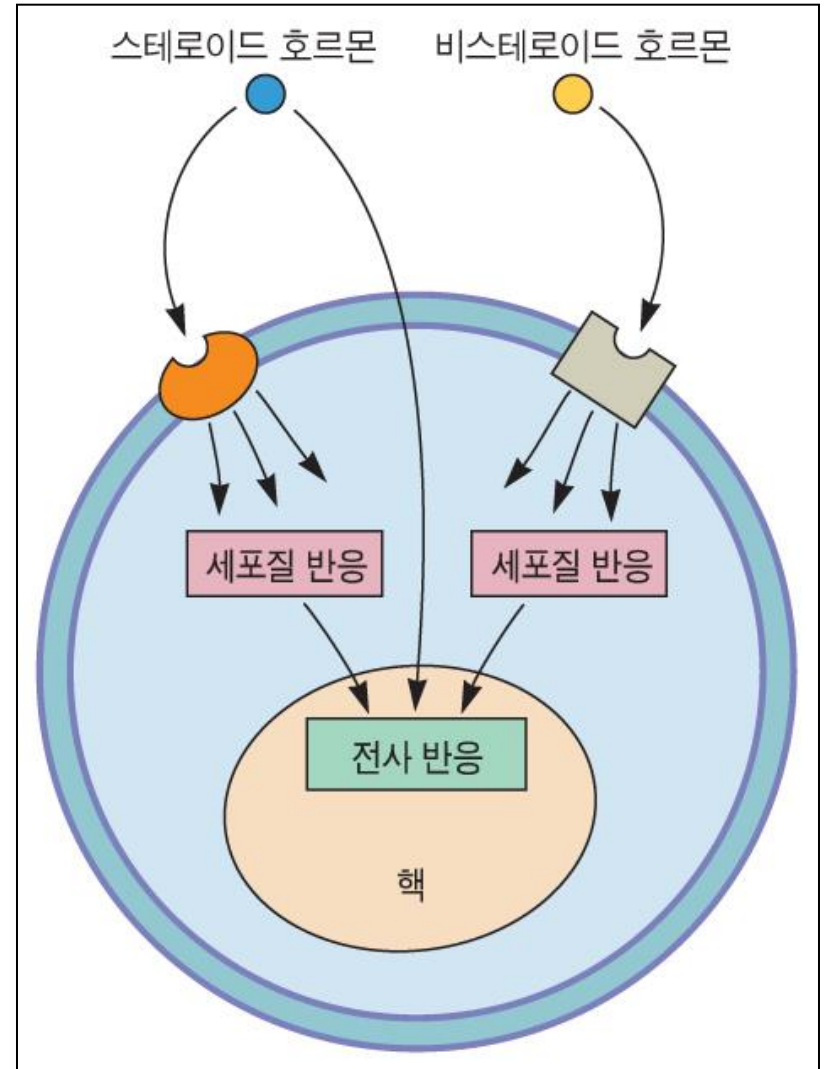 스테로이드 호르몬
비스테로이드 호르몬
세포질 반응
세포질 반응
전사 반응
핵